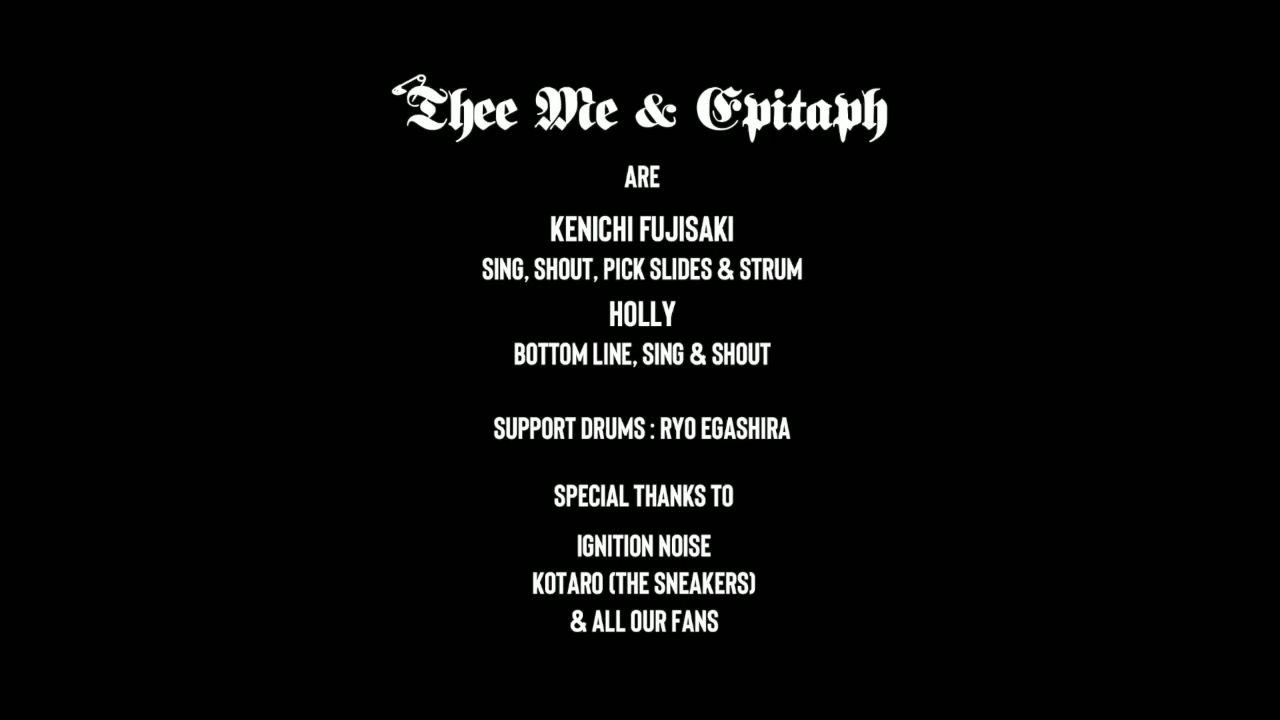 Thee Me & Epitaph
ARE
KENICHI FUJISAKI
SING, SHOUT, PICK SLIDES & STRUM
HOLLY
BOTTOM LINE, SING & SHOUT
SUPPORT DRUMS : RYO EGASHIRA
SPECIAL THANKS TO
IGNITION NOISE
KOTARO (THE SNEAKERS)
& ALL OUR FANS